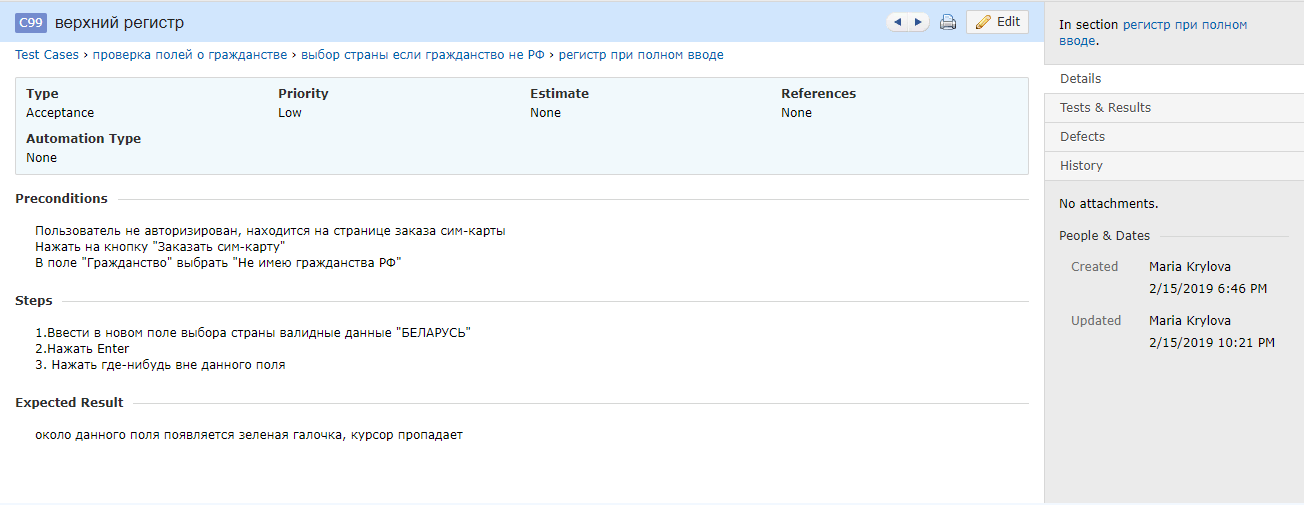 C99 верхний регистр
Edit
Test Cases › проверка полей о гражданстве › выбор страны если гражданство не РФ › регистр при полном вводе
Type Priority Estimate References
Acceptance Low None None
Automation Type
None
Preconditions
Пользователь не авторизирован, находится на странице заказа сим-карты
Нажать на кнопку "Заказать сим-карту"
В поле "Гражданство" выбрать "Не имею гражданства РФ"
Steps
1.Ввести в новом поле выбора страны валидные данные "БЕЛАРУСЬ"
2.Нажать Enter
3. Нажать где-нибудь вне данного поля
Expected Result
около данного поля появляется зеленая галочка, курсор пропадает
In section регистр при полном
вводе.
Details
Tests & Results
Defects
History
No attachments.
People & Dates
Created Maria Krylova
2/15/2019 6:46 PM
Updated Maria Krylova
2/15/2019 10:21 PM